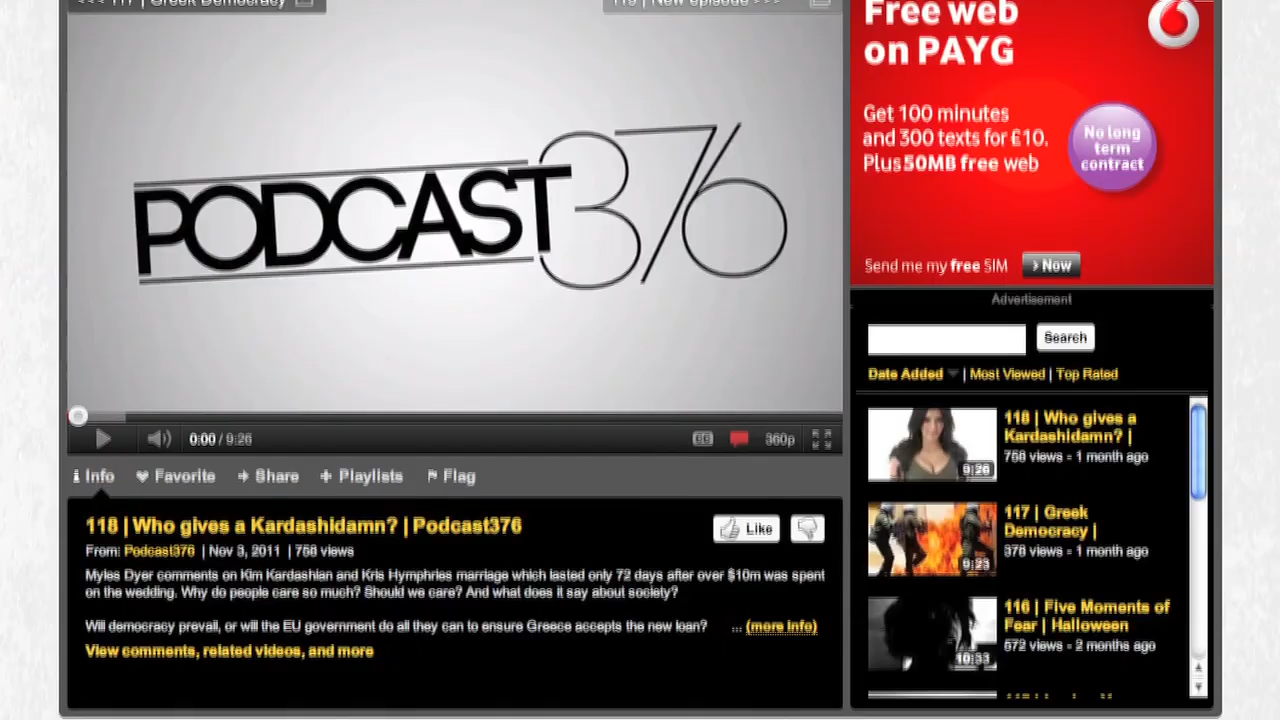 <<< 117 | Greek Democracy
119 | New episode >>>
PODCAST376
0:00 / 9:26
CC
360p
Info
Favorite
Share
Playlists
Flag
118 | Who gives a Kardashidamn? | Podcast376
Like
From: Podcast376 | Nov 3, 2011 | 758 views
Myles Dyer comments on Kim Kardashian and Kris Hymphries marriage which lasted only 72 days after over $10m was spent
on the wedding. Why do people care so much? Should we care? And what does it say about society?
Will democracy prevail, or will the EU government do all they can to ensure Greece accepts the new loan? ... (more info)
View comments, related videos, and more
Free web
on PAYG
Get 100 minutes
and 300 texts for £10.
Plus 50MB free web
No long
term
contract
Send me my free SIM
› Now
Advertisement
Search
Date Added | Most Viewed | Top Rated
118 | Who gives a
Kardashidamn? |
758 views - 1 month ago
9:26
117 | Greek
Democracy |
378 views - 1 month ago
9:23
116 | Five Moments of
Fear | Halloween
572 views - 2 months ago
10:33